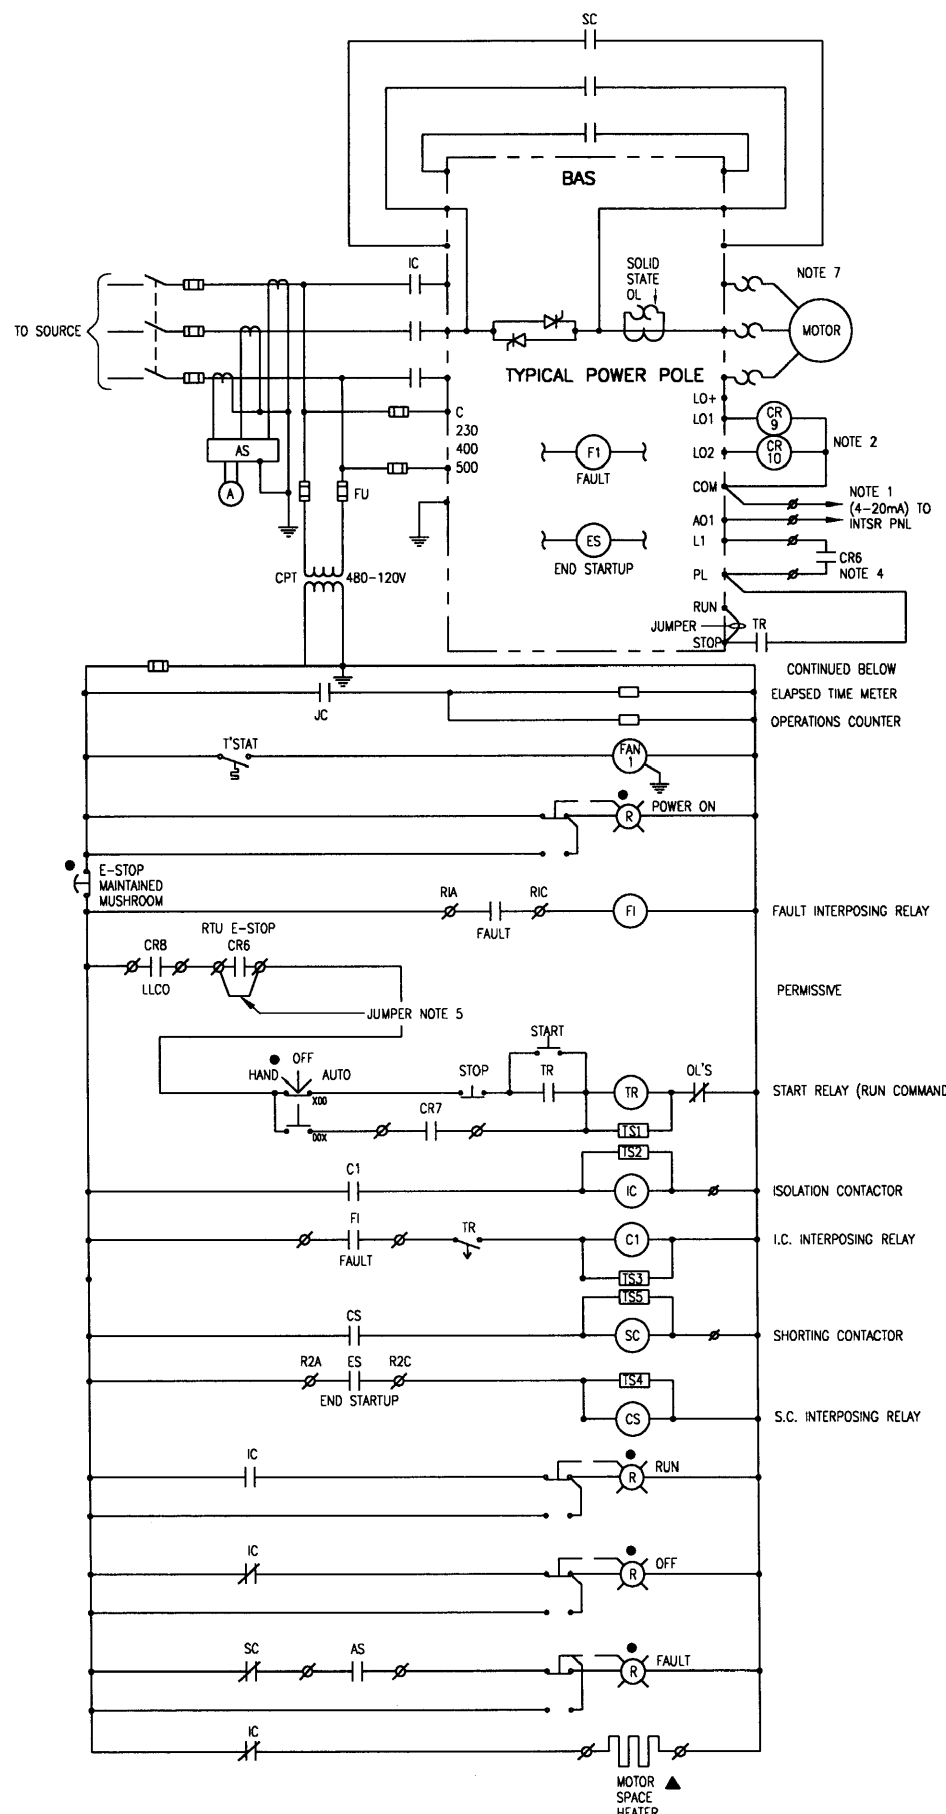 SC
BAS
IC
SOLID
STATE
OL
NOTE 7
TO SOURCE
MOTOR
TYPICAL POWER POLE
LO+
C
LO1
CR
9
230
400
NOTE 2
AS
F1
LO2
CR
10
500
FAULT
A
FU
COM
NOTE 1
(4-20mA) TO
INTSR PNL
AO1
ES
L1
END STARTUP
CR6
CPT
480-120V
PL
NOTE 4
RUN
JUMPER
TR
STOP
CONTINUED BELOW
ELAPSED TIME METER
JC
OPERATIONS COUNTER
T'STAT
FAN
1
POWER ON
R
E-STOP
MAINTAINED
MUSHROOM
R1A
R1C
FI
FAULT INTERPOSING RELAY
FAULT
RTU E-STOP
CR8
CR6
LLCO
PERMISSIVE
JUMPER NOTE 5
START
OFF
HAND
AUTO
STOP
TR
OL'S
X00
TR
START RELAY (RUN COMMAND
CR7
00X
TS1
TS2
C1
IC
ISOLATION CONTACTOR
FI
TR
C1
I.C. INTERPOSING RELAY
FAULT
TS3
TS5
CS
SC
SHORTING CONTACTOR
R2A
ES
R2C
TS4
END STARTUP
CS
S.C. INTERPOSING RELAY
IC
R
RUN
IC
R
OFF
SC
AS
R
FAULT
IC
MOTOR
SPACE
HEATER